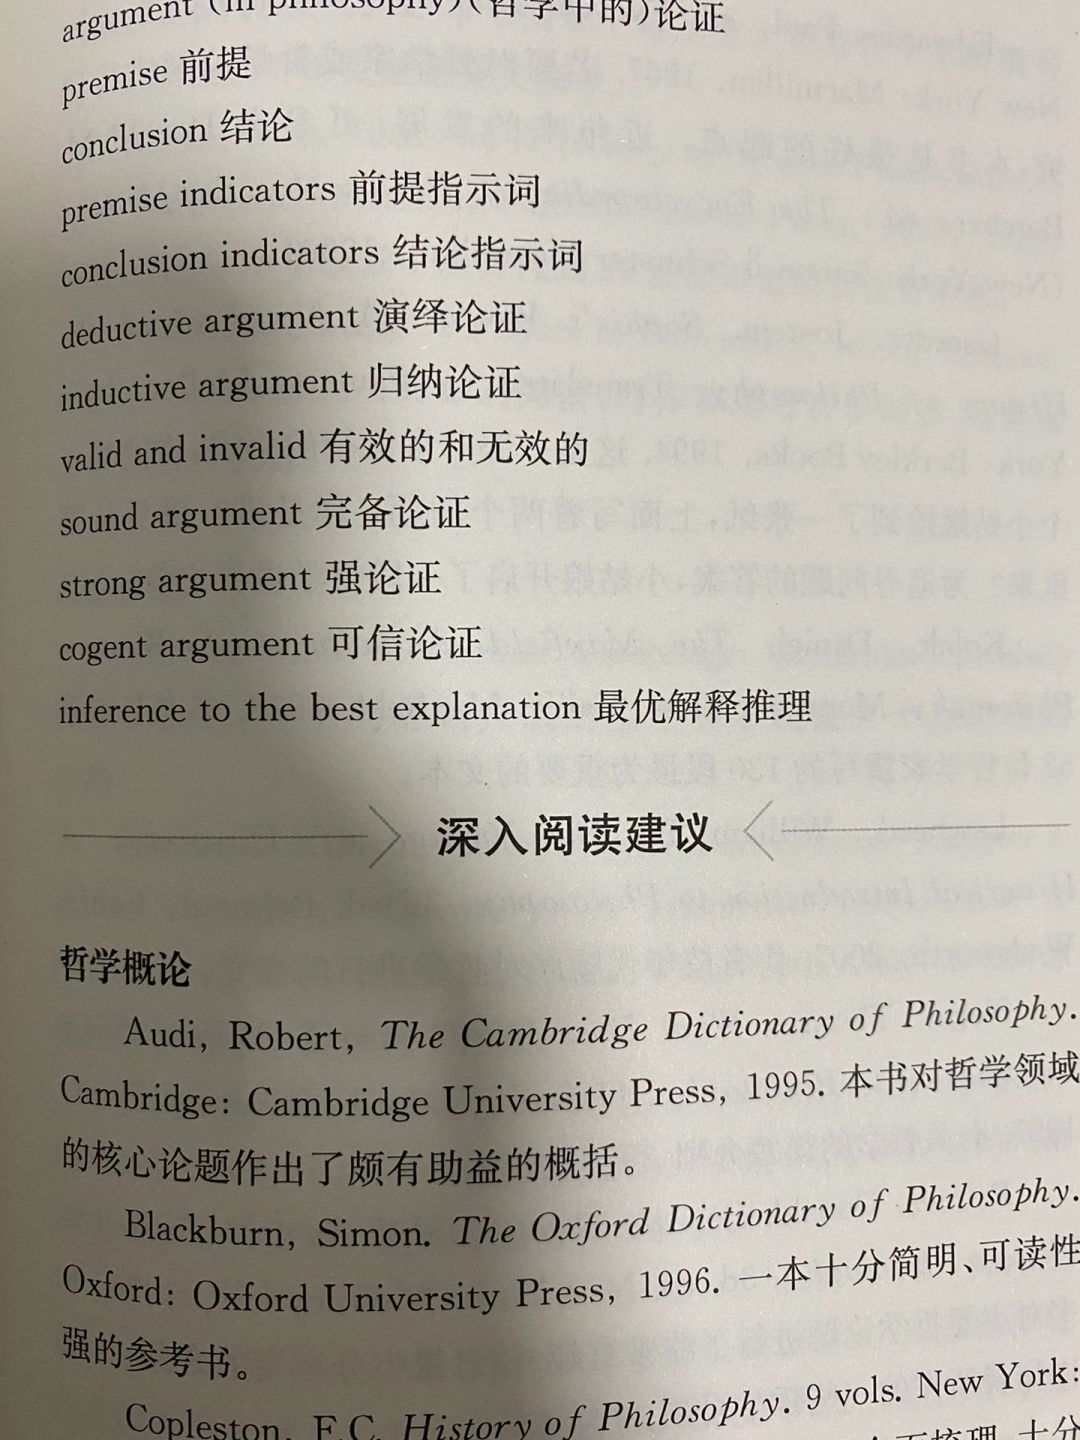 argument (in philosophy)(哲学中的)论证
premise 前提
conclusion 结论
premise indicators 前提指示词
conclusion indicators 结论指示词
deductive argument 演绎论证
inductive argument 归纳论证
valid and invalid 有效的和无效的
sound argument 完备论证
strong argument 强论证
cogent argument 可信论证
inference to the best explanation 最优解释推理
深入阅读建议
哲学概论
Audi, Robert, The Cambridge Dictionary of Philosophy.
Cambridge: Cambridge University Press, 1995. 本书对哲学领域
的核心论题作出了颇有助益的概括。
Blackburn, Simon. The Oxford Dictionary of Philosophy.
Oxford: Oxford University Press, 1996. 一本十分简明、可读性
强的参考书。
Copleston, F.C. History of Philosophy. 9 vols. New York: